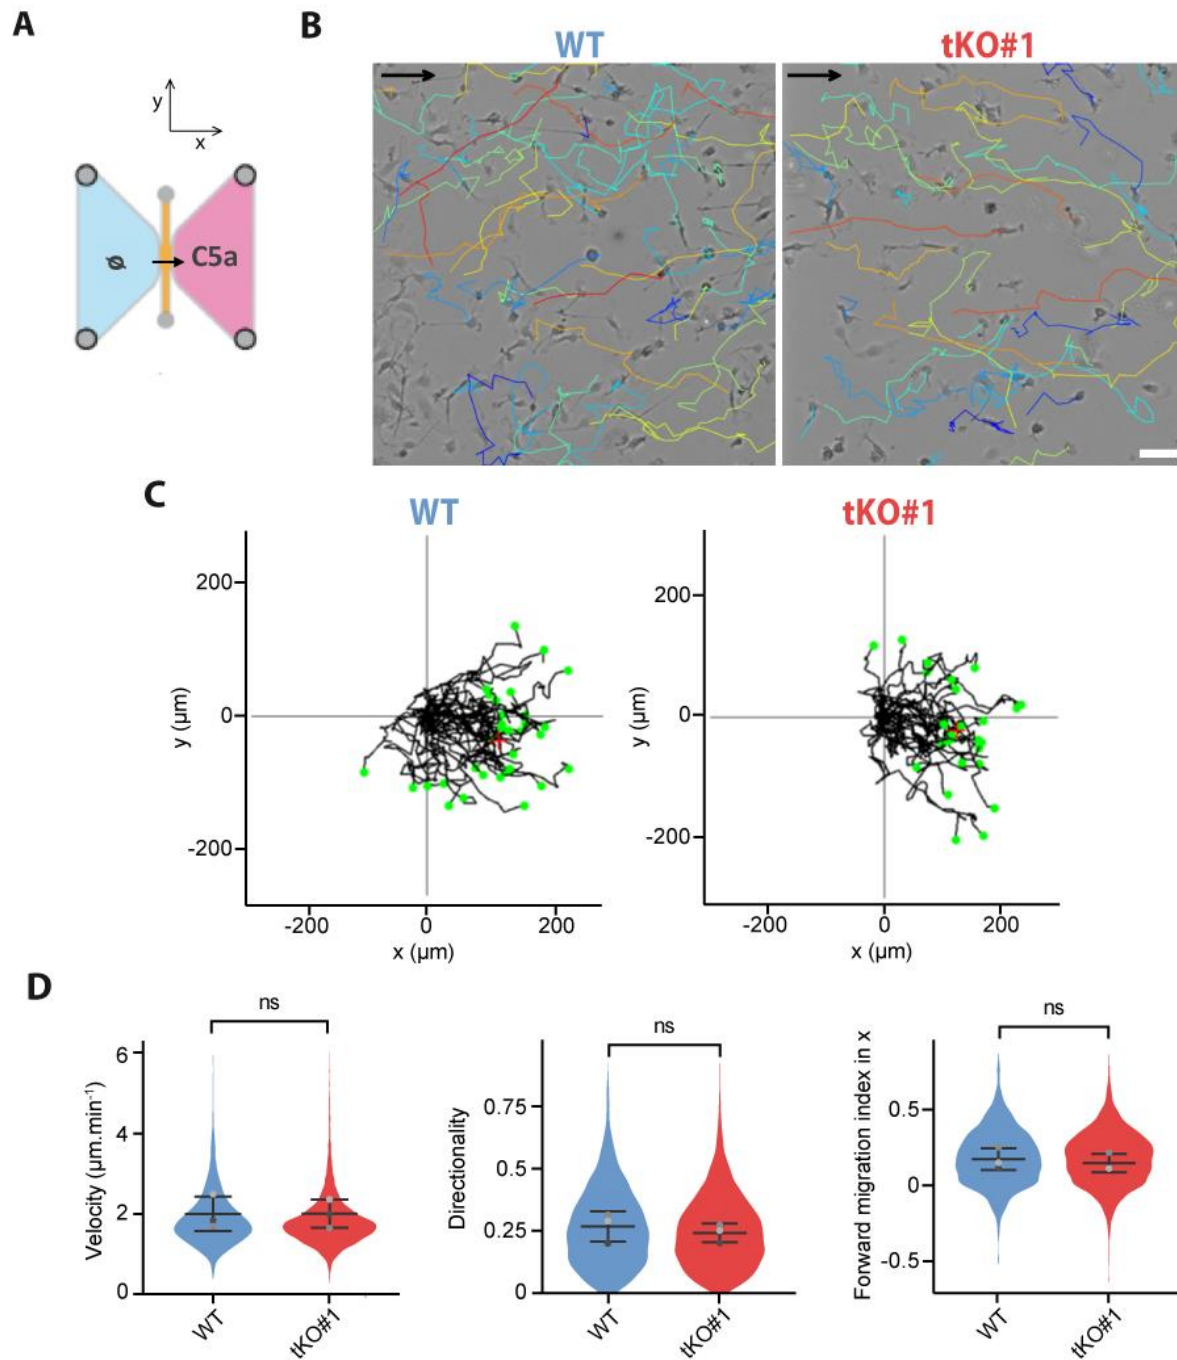 A
y
x
ϕ
C5a
B
WT
tKO#1
C
WT
tKO#1
y (µm)
200
0
-200
-200
0
200
x (µm)
y (µm)
200
0
-200
-200
0
200
x (µm)
D
ns
Velocity (µm.min⁻¹)
6
4
2
0
WT
tKO#1
ns
Directionality
0.75
0.5
0.25
0
WT
tKO#1
ns
Forward migration index in x
0.5
0
-0.5
WT
tKO#1